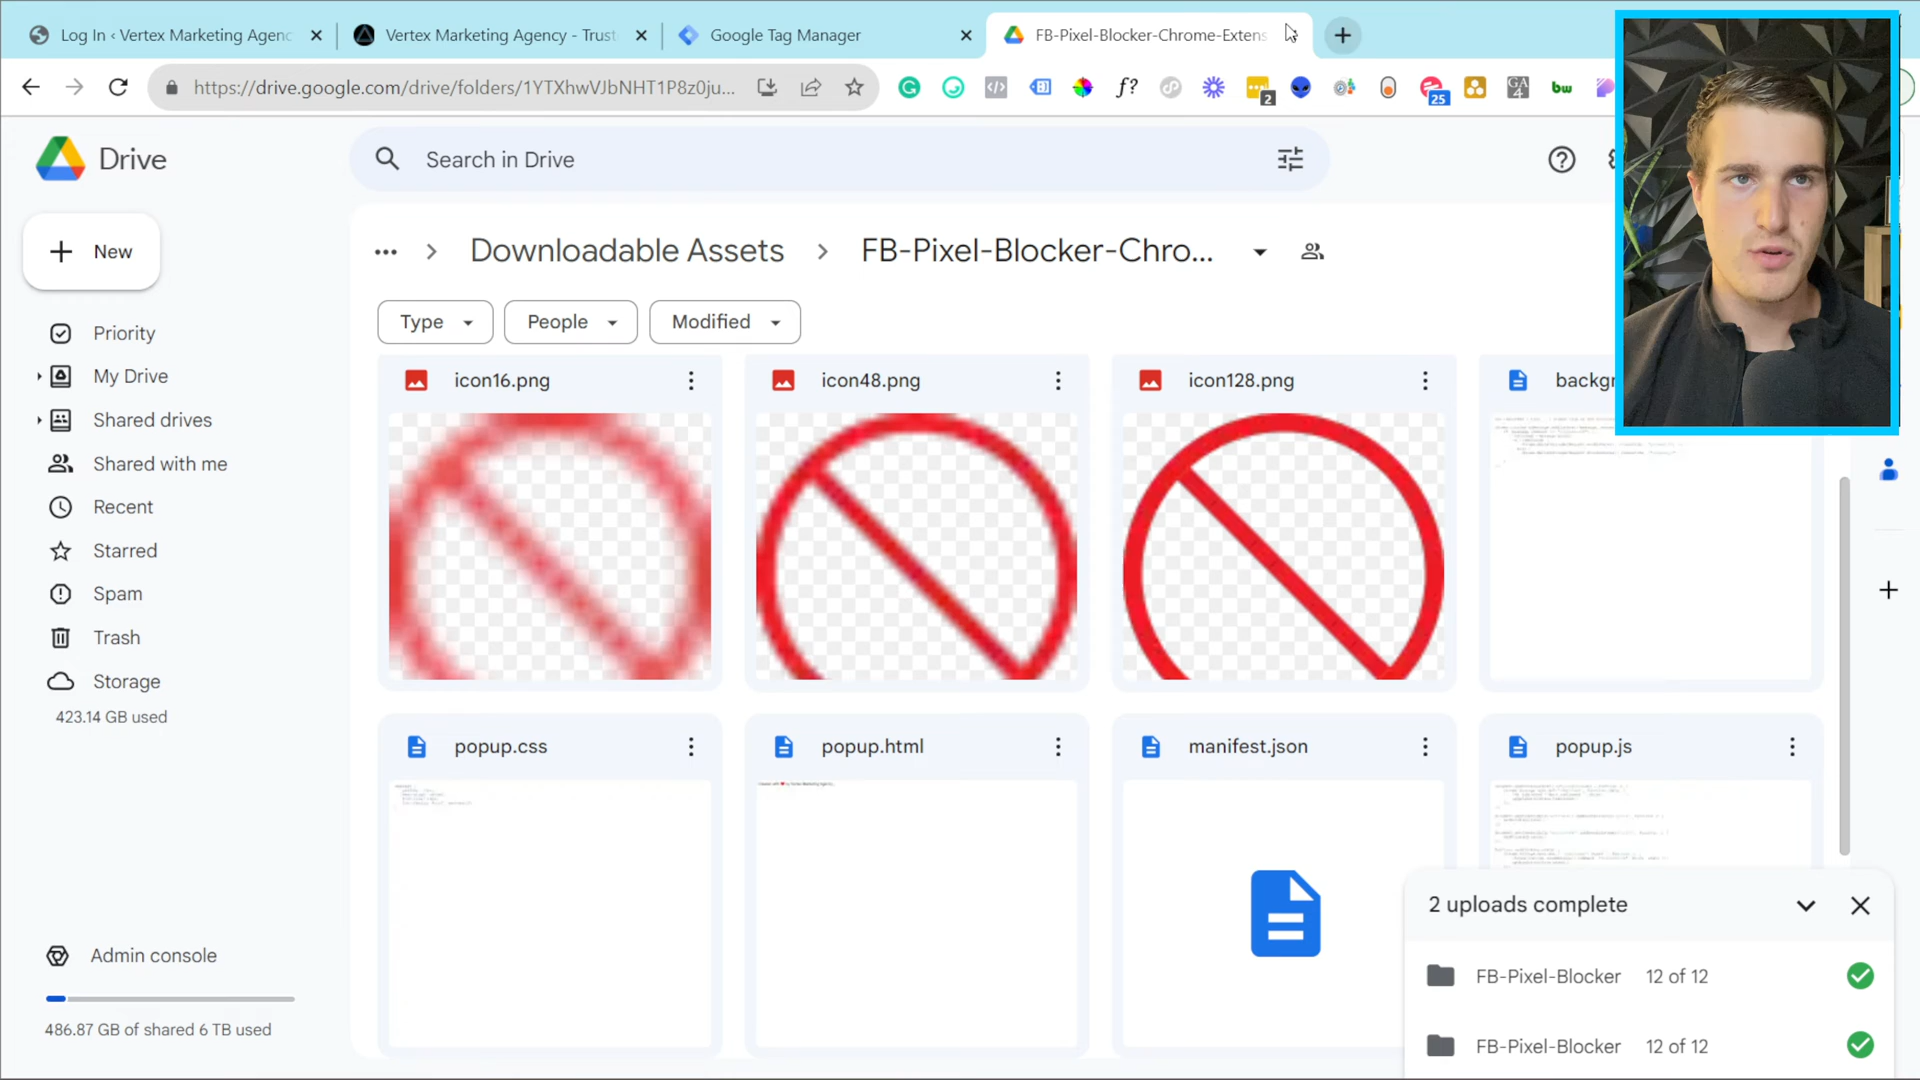 Log In ‹ Vertex Marketing Agenc
Vertex Marketing Agency - Trust
Google Tag Manager
FB-Pixel-Blocker-Chrome-Extens
https://drive.google.com/drive/folders/1YTXhwVJbNHT1P8z0ju...
f?
2
25
GA4
bw
Drive
Search in Drive
New
... > Downloadable Assets > FB-Pixel-Blocker-Chro...
Type
People
Modified
Priority
My Drive
Shared drives
Shared with me
Recent
Starred
Spam
Trash
Storage
423.14 GB used
Admin console
486.87 GB of shared 6 TB used
icon16.png
icon48.png
icon128.png
backgr
popup.css
popup.html
manifest.json
popup.js
2 uploads complete
FB-Pixel-Blocker 12 of 12
FB-Pixel-Blocker 12 of 12